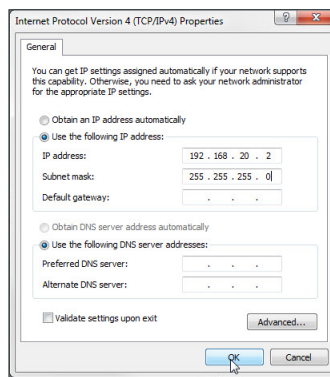 Internet Protocol Version 4 (TCP/IPv4) Properties
General
You can get IP settings assigned automatically if your network supports
this capability. Otherwise, you need to ask your network administrator
for the appropriate IP settings.
Obtain an IP address automatically
Use the following IP address:
IP address: 192 . 168 . 20 . 2
Subnet mask: 255 . 255 . 255 . 0
Default gateway: . . .
Obtain DNS server address automatically
Use the following DNS server addresses:
Preferred DNS server: . . .
Alternate DNS server: . . .
Validate settings upon exit
Advanced...
OK Cancel